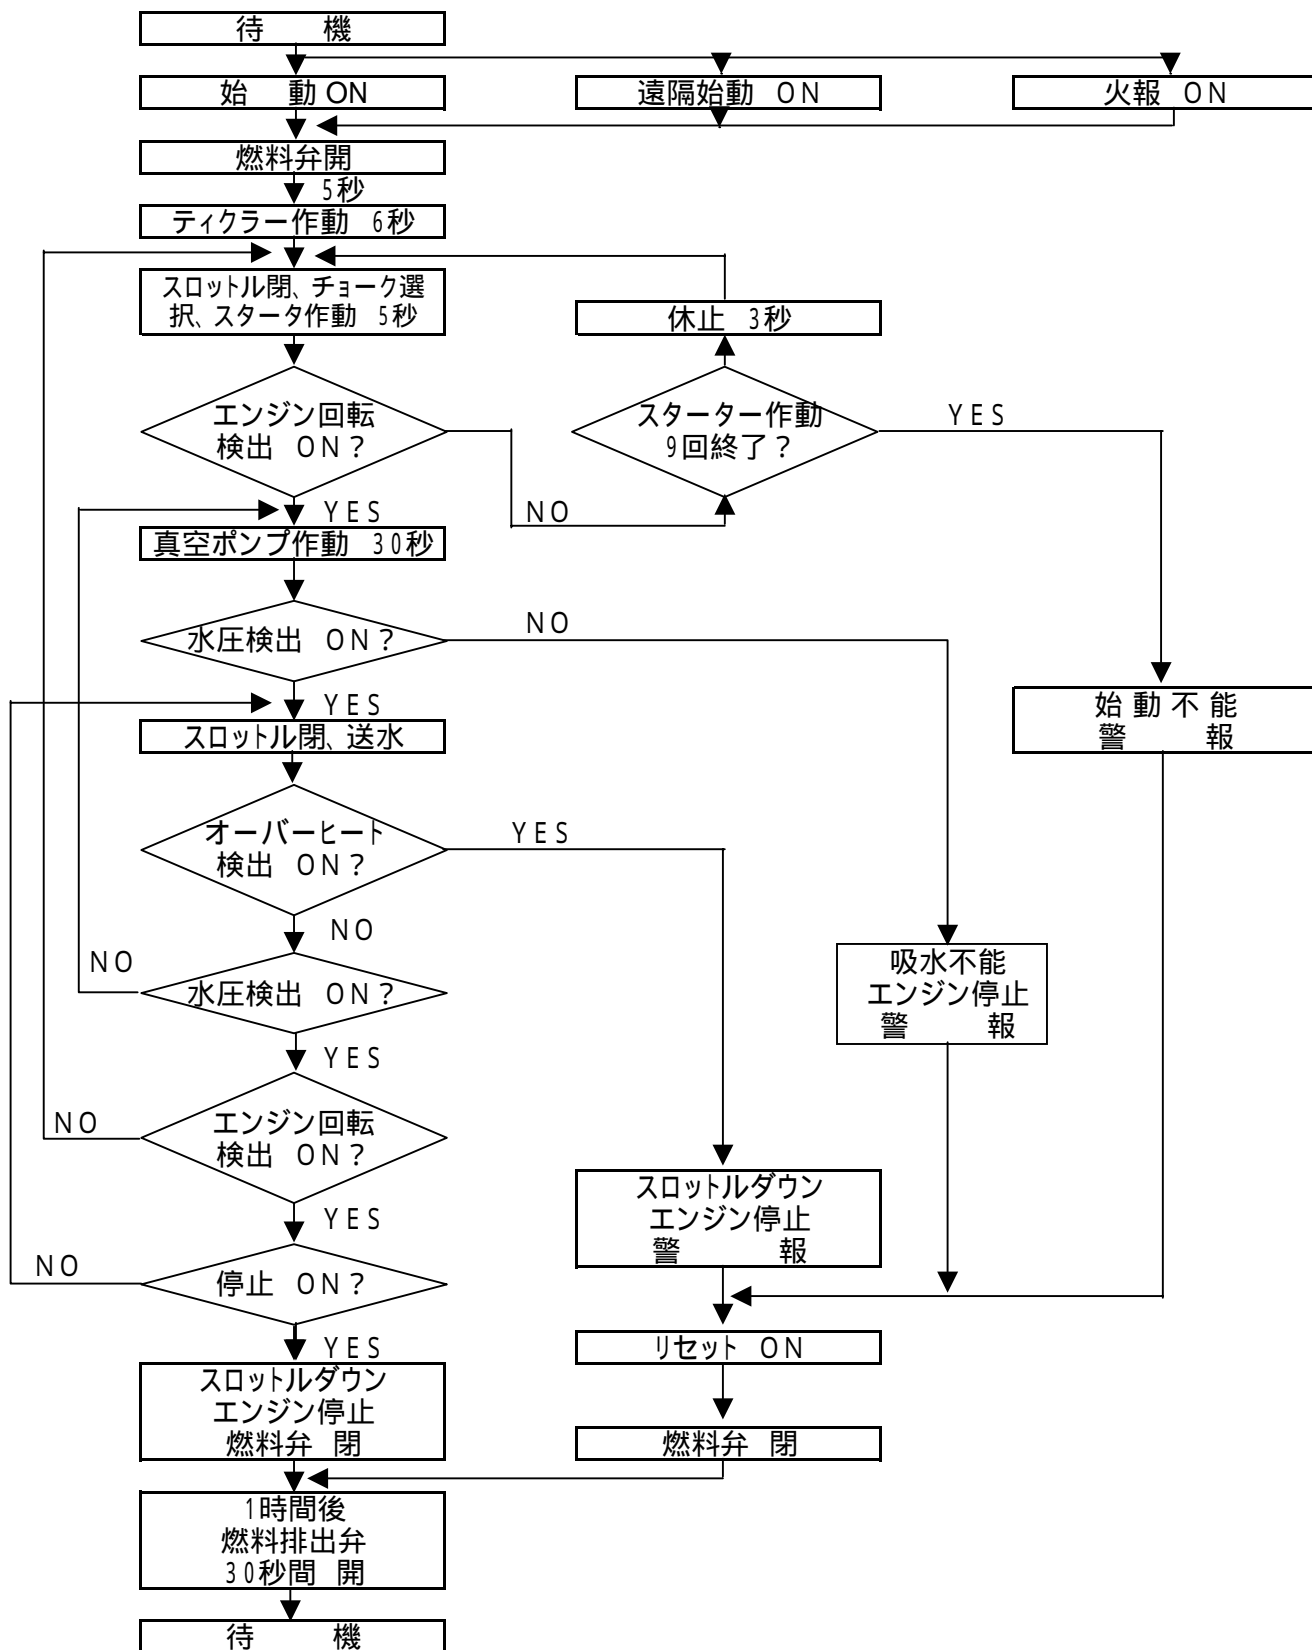 待　機
始　動 ON
遠隔始動　ON
火報　ON
燃料弁開
5秒
ティクラー作動　6秒
スロットル閉、チョーク選
択、スタータ作動　5秒
休止　3秒
エンジン回転
検出　ON？
スターター作動
9回終了？
YES
NO
YES
真空ポンプ作動　30秒
水圧検出　ON？
NO
YES
スロットル閉、送水
始動不能
警　報
オーバーヒート
検出　ON？
YES
NO
NO
水圧検出　ON？
吸水不能
エンジン停止
警　報
YES
エンジン回転
検出　ON？
NO
YES
スロットルダウン
エンジン停止
警　報
NO
停止　ON？
YES
リセット　ON
スロットルダウン
エンジン停止
燃料弁　閉
燃料弁　閉
1時間後
燃料排出弁
30秒間　開
待　機